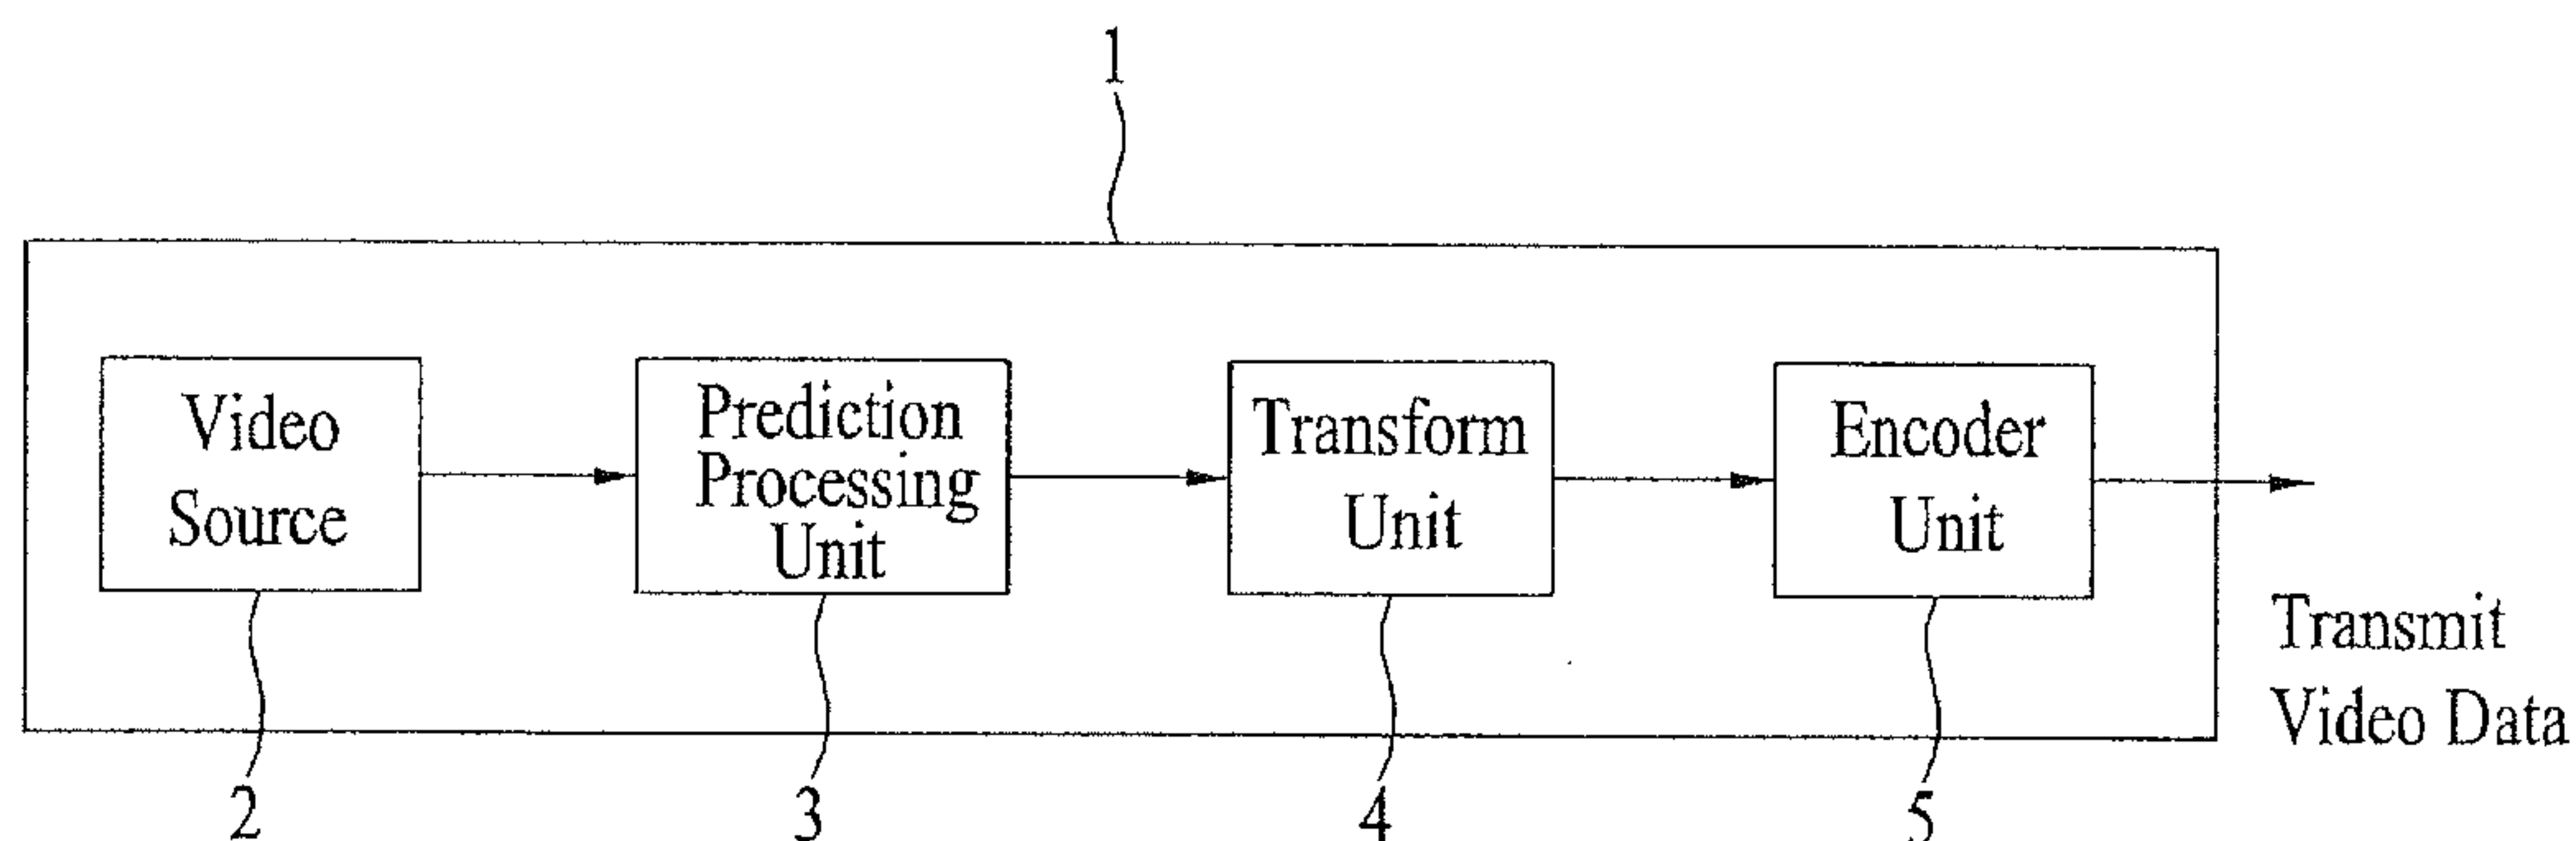 1
Video
Source
Prediction
Processing
Unit
Transform
Unit
Encoder
Unit
Transmit
Video Data
2
3
4
5